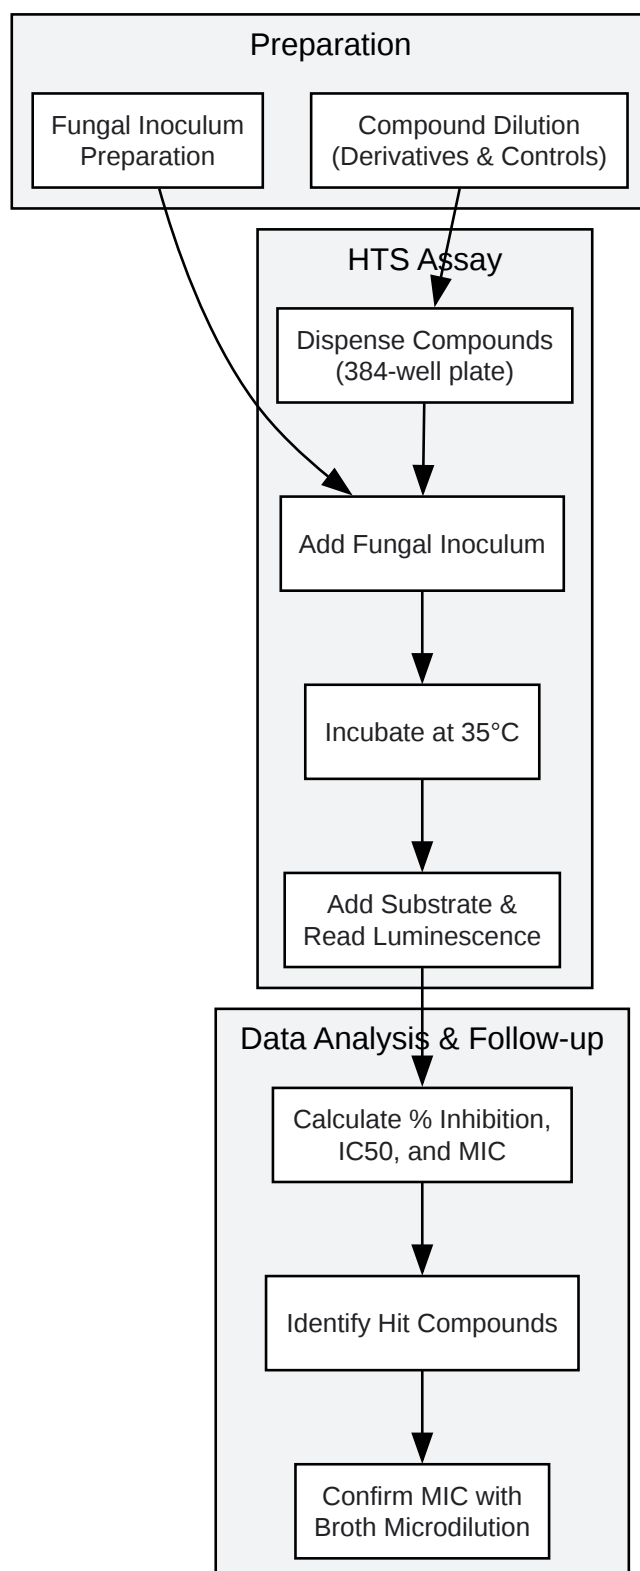 Preparation
Fungal Inoculum
Preparation
Compound Dilution
(Derivatives & Controls)
HTS Assay
Dispense Compounds
(384-well plate)
Add Fungal Inoculum
Incubate at 35°C
Add Substrate &
Read Luminescence
Data Analysis & Follow-up
Calculate % Inhibition,
IC50, and MIC
Identify Hit Compounds
Confirm MIC with
Broth Microdilution